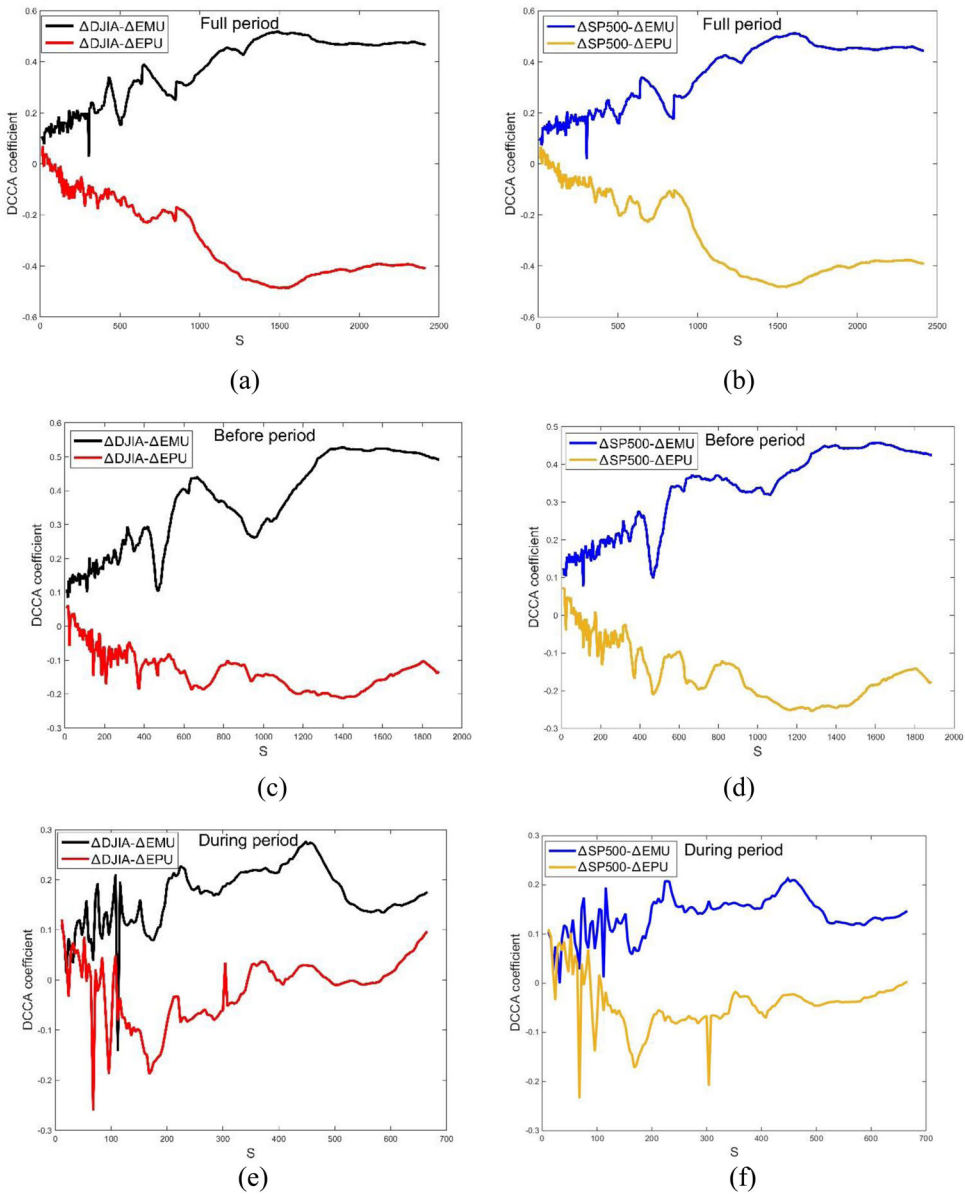 ΔDJIA-ΔEMU
ΔDJIA-ΔEPU
Full period
DCCA coefficient
0.6
0.4
0.2
0
-0.2
-0.4
-0.6
0 500 1000 1500 2000 2500
S
(a)
ΔSP500-ΔEMU
ΔSP500-ΔEPU
Full period
DCCA coefficient
0.6
0.4
0.2
0
-0.2
-0.4
-0.6
0 500 1000 1500 2000 2500
S
(b)
ΔDJIA-ΔEMU
ΔDJIA-ΔEPU
Before period
DCCA coefficient
0.6
0.5
0.4
0.3
0.2
0.1
0
-0.1
-0.2
-0.3
0 200 400 600 800 1000 1200 1400 1600 1800 2000
S
(c)
ΔSP500-ΔEMU
ΔSP500-ΔEPU
Before period
DCCA coefficient
0.5
0.4
0.3
0.2
0.1
0
-0.1
-0.2
-0.3
0 200 400 600 800 1000 1200 1400 1600 1800 2000
S
(d)
ΔDJIA-ΔEMU
ΔDJIA-ΔEPU
During period
DCCA coefficient
0.3
0.2
0.1
0
-0.1
-0.2
-0.3
0 100 200 300 400 500 600 700
S
(e)
ΔSP500-ΔEMU
ΔSP500-ΔEPU
During period
DCCA coefficient
0.3
0.2
0.1
0
-0.1
-0.2
-0.3
0 100 200 300 400 500 600 700
S
(f)